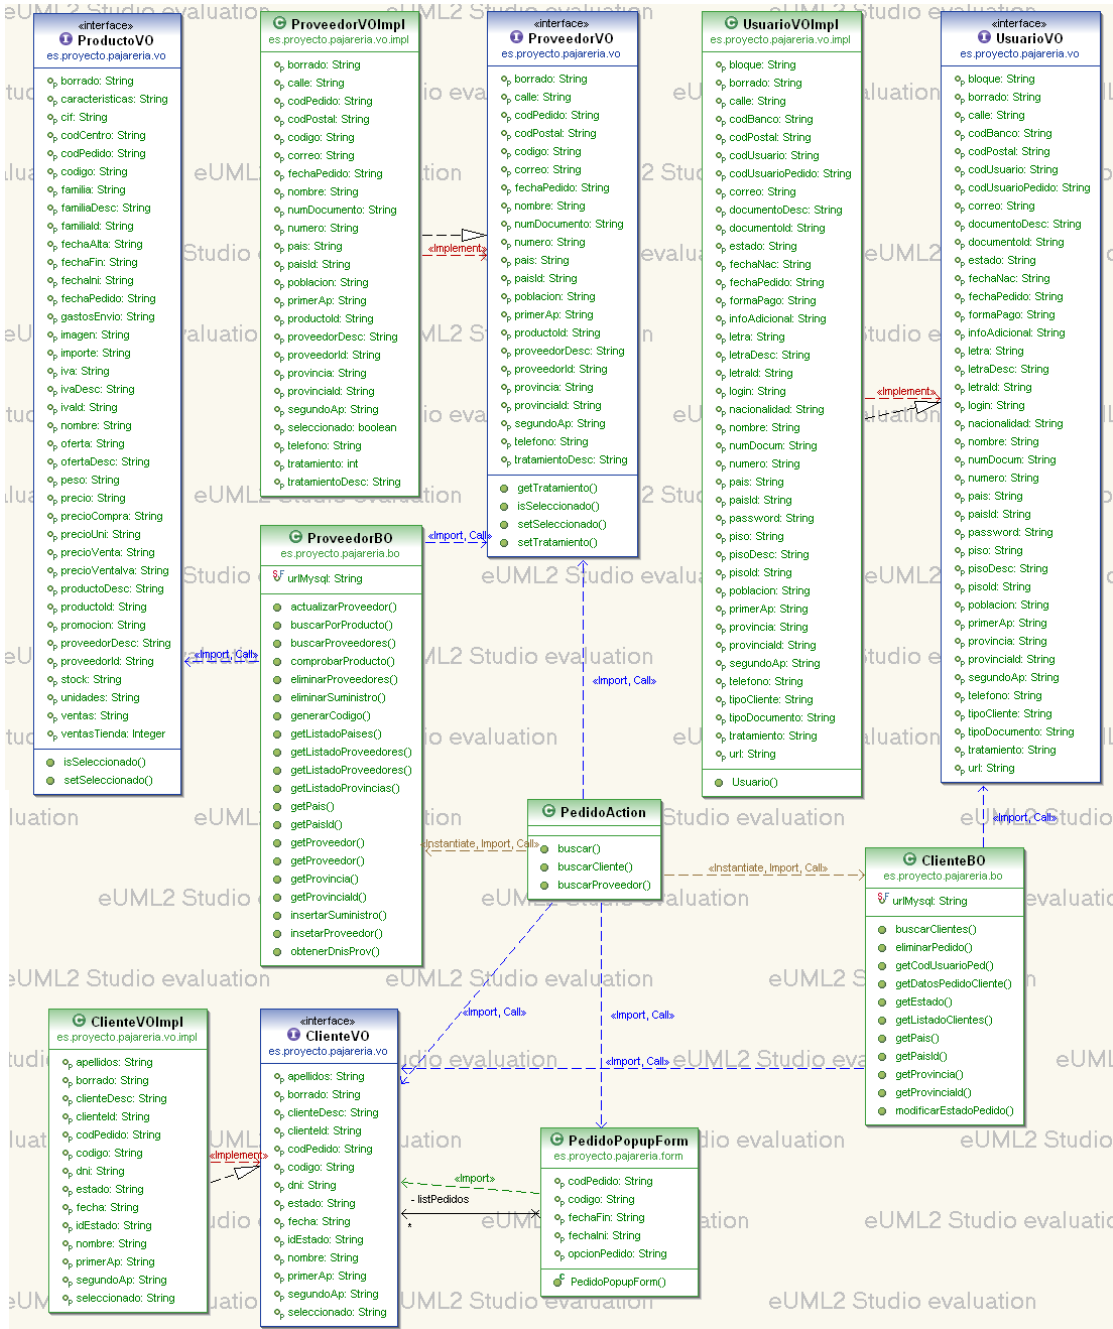 «interface»
ProductoVO
es.proyecto.pajareria.vo
borrado: String
caracteristicas: String
cif: String
codCentro: String
codPedido: String
codigo: String
familia: String
familiaDesc: String
familiaId: String
fechaAlta: String
fechaFin: String
fechaIni: String
fechaPedido: String
gastosEnvio: String
imagen: String
importe: String
iva: String
ivaDesc: String
ivaId: String
nombre: String
oferta: String
ofertaDesc: String
peso: String
precio: String
precioCompra: String
precioUni: String
precioVenta: String
precioVentaIva: String
productoDesc: String
productoId: String
promocion: String
proveedorDesc: String
proveedorId: String
stock: String
unidades: String
ventas: String
ventasTienda: Integer
isSeleccionado()
setSeleccionado()
ProveedorVOImpl
es.proyecto.pajareria.vo.impl
borrado: String
calle: String
codPedido: String
codPostal: String
codigo: String
correo: String
fechaPedido: String
nombre: String
numDocumento: String
numero: String
pais: String
paisId: String
poblacion: String
primerAp: String
productoId: String
proveedorDesc: String
proveedorId: String
provincia: String
provinciaId: String
segundoAp: String
seleccionado: boolean
telefono: String
tratamiento: int
tratamientoDesc: String
«Implement»
«interface»
ProveedorVO
es.proyecto.pajareria.vo
borrado: String
calle: String
codPedido: String
codPostal: String
codigo: String
correo: String
fechaPedido: String
nombre: String
numDocumento: String
numero: String
pais: String
paisId: String
poblacion: String
primerAp: String
productoId: String
proveedorDesc: String
proveedorId: String
provincia: String
provinciaId: String
segundoAp: String
telefono: String
tratamientoDesc: String
getTratamiento()
isSeleccionado()
setSeleccionado()
setTratamiento()
UsuarioVOImpl
es.proyecto.pajareria.vo.impl
bloque: String
borrado: String
calle: String
codBanco: String
codPostal: String
codUsuario: String
codUsuarioPedido: String
correo: String
documentoDesc: String
documentoId: String
estado: String
fechaNac: String
fechaPedido: String
formaPago: String
infoAdicional: String
letra: String
letraDesc: String
letraId: String
login: String
nacionalidad: String
nombre: String
numDocum: String
numero: String
pais: String
paisId: String
password: String
piso: String
pisoDesc: String
pisoId: String
poblacion: String
primerAp: String
provincia: String
provinciaId: String
segundoAp: String
telefono: String
tipoCliente: String
tipoDocumento: String
tratamiento: String
url: String
Usuario()
«Implement»
«interface»
UsuarioVO
es.proyecto.pajareria.vo
bloque: String
borrado: String
calle: String
codBanco: String
codPostal: String
codUsuario: String
codUsuarioPedido: String
correo: String
documentoDesc: String
documentoId: String
estado: String
fechaNac: String
fechaPedido: String
formaPago: String
infoAdicional: String
letra: String
letraDesc: String
letraId: String
login: String
nacionalidad: String
nombre: String
numDocum: String
numero: String
pais: String
paisId: String
password: String
piso: String
pisoDesc: String
pisoId: String
poblacion: String
primerAp: String
provincia: String
provinciaId: String
segundoAp: String
telefono: String
tipoCliente: String
tipoDocumento: String
tratamiento: String
url: String
ProveedorBO
es.proyecto.pajareria.bo
urlMysql: String
actualizarProveedor()
buscarPorProducto()
buscarProveedores()
comprobarProducto()
eliminarProveedores()
eliminarSuministro()
generarCodigo()
getListadoPaises()
getListadoProveedores()
getListadoProveedores()
getListadoProvincias()
getPais()
getPaisId()
getProveedor()
getProveedor()
getProvincia()
getProvinciaId()
insertarSuministro()
insetarProveedor()
obtenerDnisProv()
«Import, Call»
«Import, Call»
«Import, Call»
PedidoAction
buscar()
buscarCliente()
buscarProveedor()
«Instantiate, Import, Call»
«Instantiate, Import, Call»
«Import, Call»
ClienteBO
es.proyecto.pajareria.bo
urlMysql: String
buscarClientes()
eliminarPedido()
getCodUsuarioPed()
getDatosPedidoCliente()
getEstado()
getListadoClientes()
getPais()
getPaisId()
getProvincia()
getProvinciaId()
modificarEstadoPedido()
«Import, Call»
«Import, Call»
«Import, Call»
ClienteVOImpl
es.proyecto.pajareria.vo.impl
apellidos: String
borrado: String
clienteDesc: String
clienteId: String
codPedido: String
codigo: String
dni: String
estado: String
fecha: String
idEstado: String
nombre: String
primerAp: String
segundoAp: String
seleccionado: String
«Implement»
«interface»
ClienteVO
es.proyecto.pajareria.vo
apellidos: String
borrado: String
clienteDesc: String
clienteId: String
codPedido: String
codigo: String
dni: String
estado: String
fecha: String
idEstado: String
nombre: String
primerAp: String
segundoAp: String
seleccionado: String
«Import»
- listPedidos
*
PedidoPopupForm
es.proyecto.pajareria.form
codPedido: String
codigo: String
fechaFin: String
fechaIni: String
opcionPedido: String
PedidoPopupForm()
eUML2 Studio evaluation